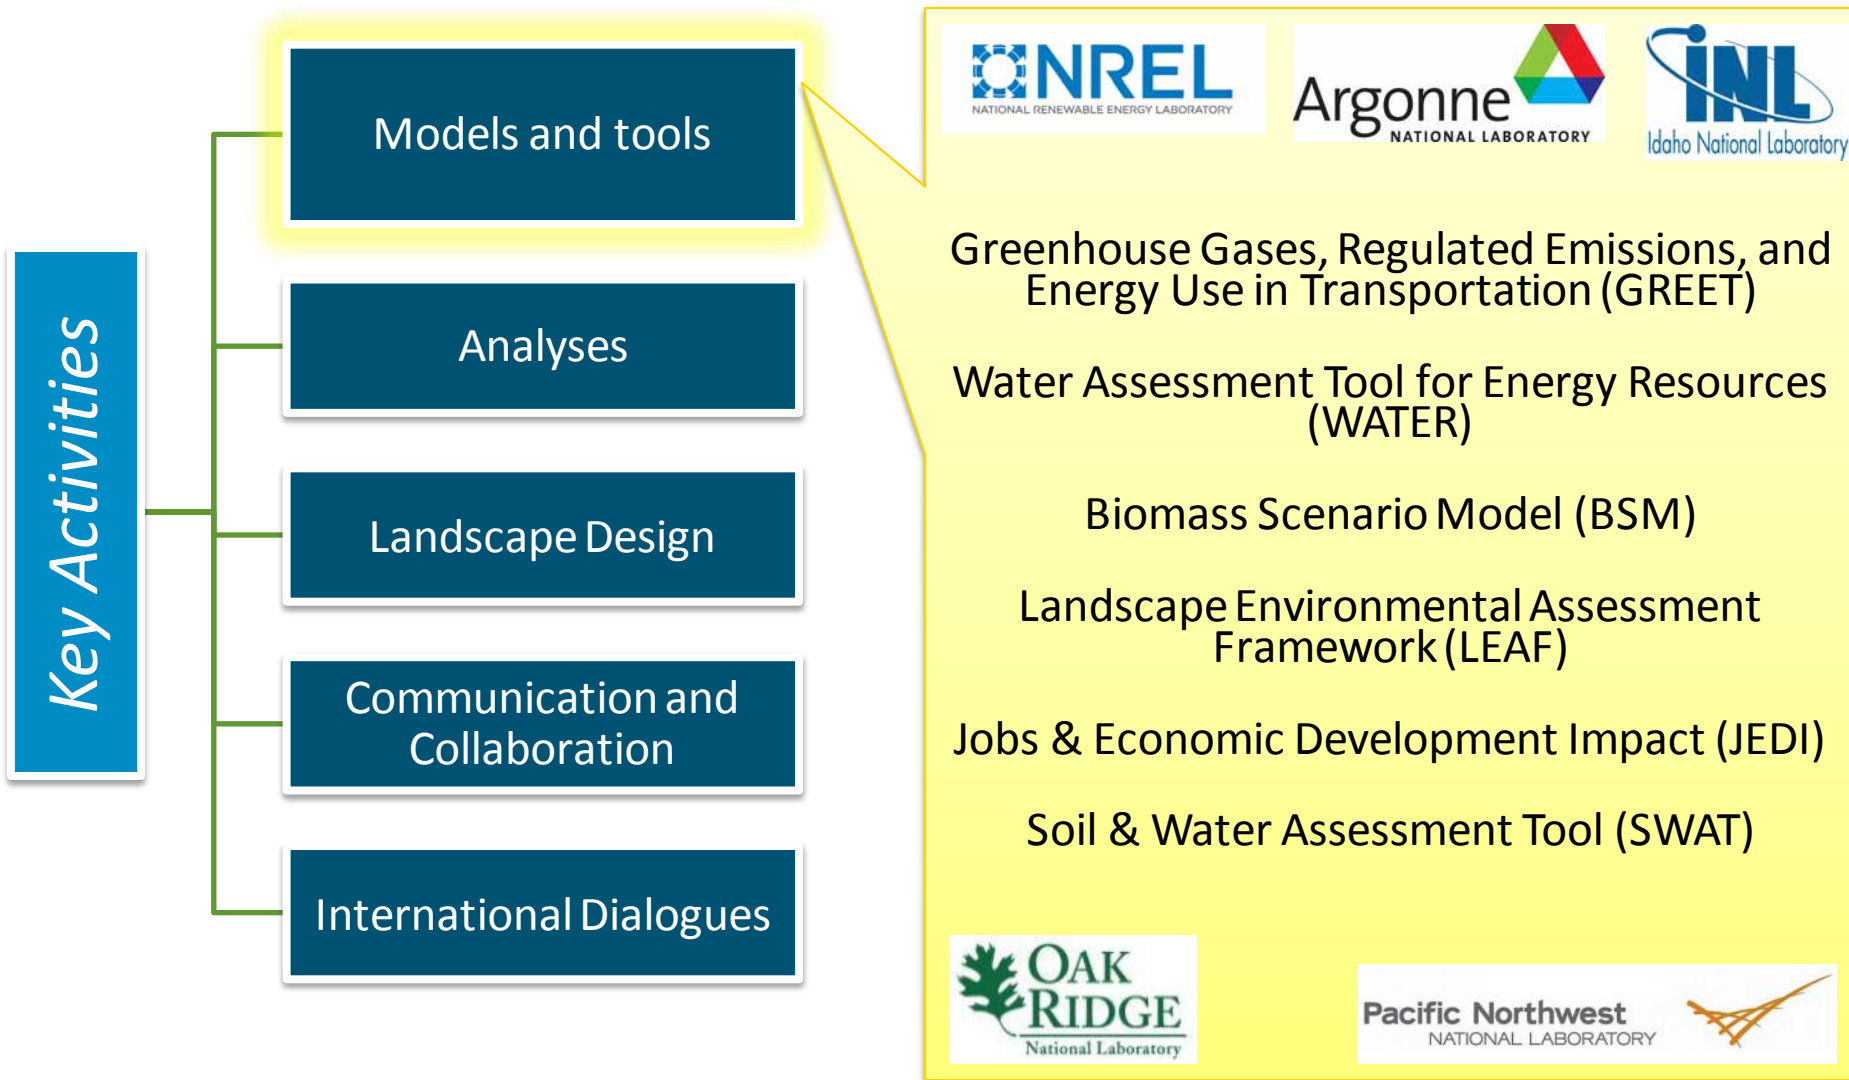 Key Activities
Models and tools
Analyses
Landscape Design
Communication and
Collaboration
International Dialogues
NREL
NATIONAL RENEWABLE ENERGY LABORATORY
Argonne
NATIONAL LABORATORY
INL
Idaho National Laboratory
Greenhouse Gases, Regulated Emissions, and
Energy Use in Transportation (GREET)
Water Assessment Tool for Energy Resources
(WATER)
Biomass Scenario Model (BSM)
Landscape Environmental Assessment
Framework (LEAF)
Jobs & Economic Development Impact (JEDI)
Soil & Water Assessment Tool (SWAT)
OAK
RIDGE
National Laboratory
Pacific Northwest
NATIONAL LABORATORY